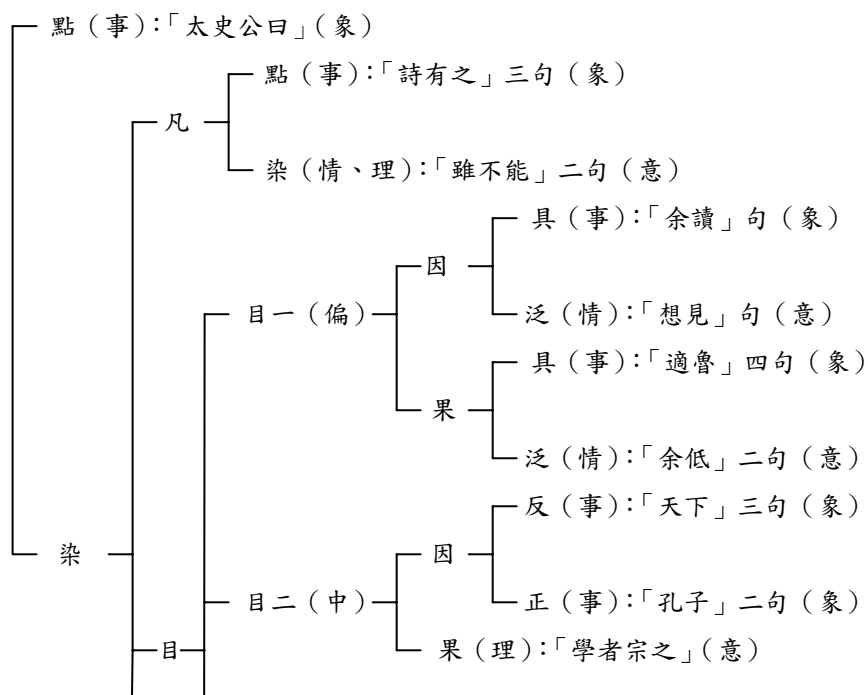 點（事）：「太史公曰」（象）
點（事）：「詩有之」三句（象）
凡
染（情、理）：「雖不能」二句（意）
具（事）：「余讀」句（象）
因
目一（偏）
泛（情）：「想見」句（意）
具（事）：「適魯」四句（象）
果
泛（情）：「余低」二句（意）
反（事）：「天下」三句（象）
染
因
目二（中）
正（事）：「孔子」二句（象）
目
果（理）：「學者宗之」（意）